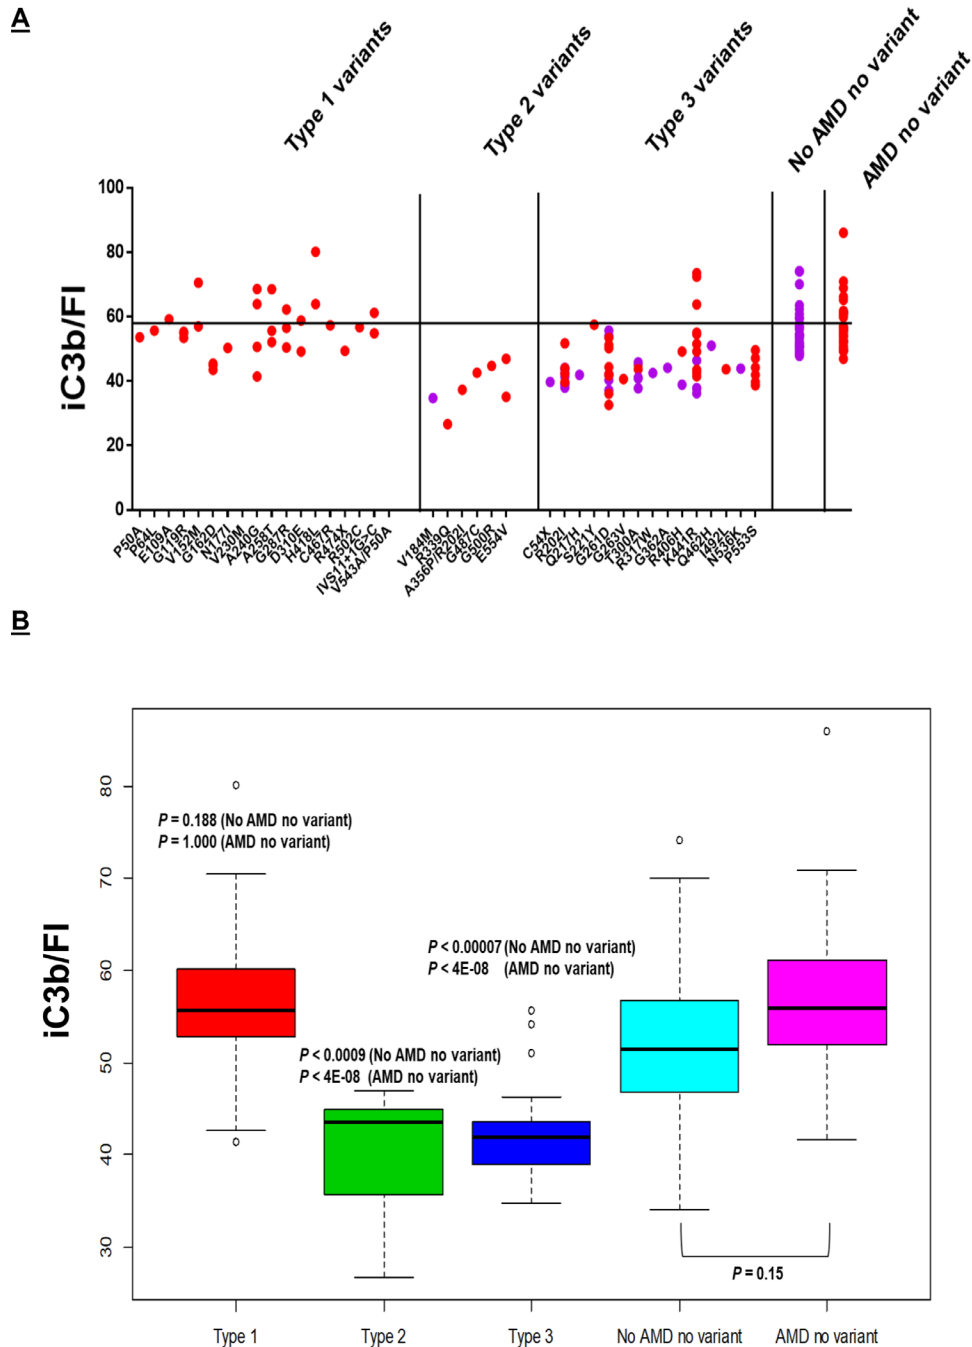 A
Type 1 variants
Type 2 variants
Type 3 variants
No AMD no variant
AMD no variant
iC3b/FI
100
80
60
40
20
0
P50A
P64L
E109A
G119R
V152M
G162D
N177I
V230M
A240G
A258T
G287R
D310E
H418L
C467R
R474X
R502C
IVS11+1G>C
V543A/P50A
V184M
R339Q
A356P/R202I
G487C
G500R
E554V
C54X
R202I
Q217H
S221Y
G261D
G263V
T300A
R317W
G362A
R406H
K441R
Q462H
I492L
N536K
P553S
B
iC3b/FI
80
70
60
50
40
30
P = 0.188 (No AMD no variant)
P = 1.000 (AMD no variant)
P < 0.0009 (No AMD no variant)
P < 4E-08 (AMD no variant)
P < 0.00007 (No AMD no variant)
P < 4E-08 (AMD no variant)
P = 0.15
Type 1
Type 2
Type 3
No AMD no variant
AMD no variant